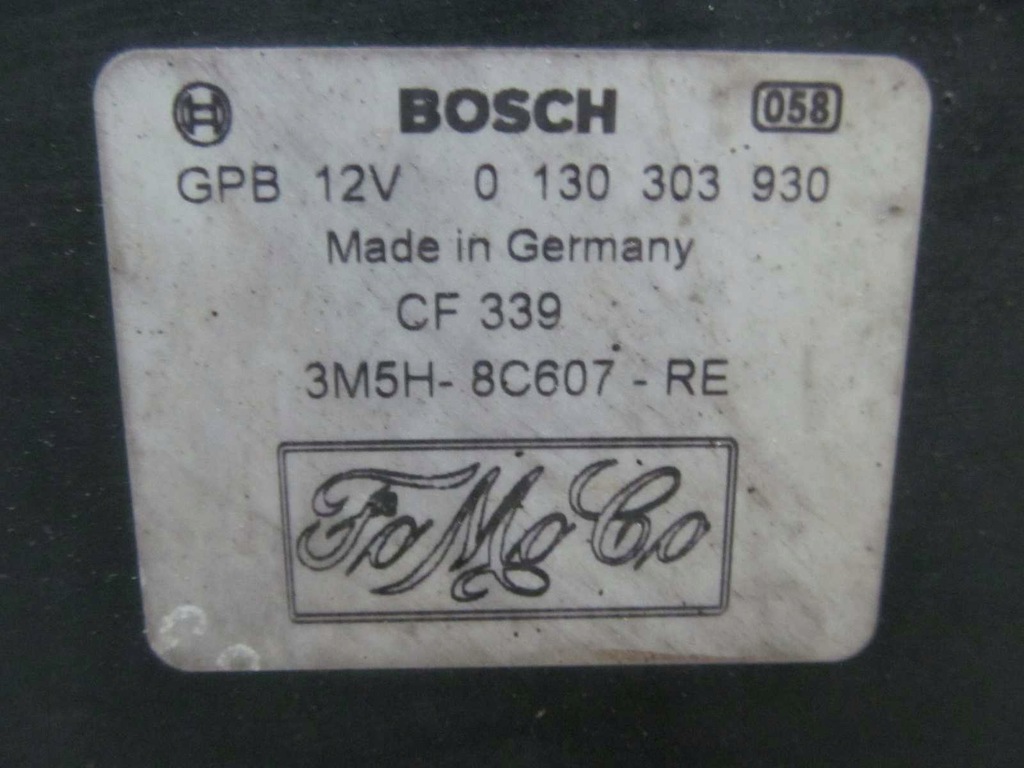 BOSCH 058
GPB 12V 0 130 303 930
Made in Germany
CF 339
3M5H- 8C607 - RE
FoMoCo